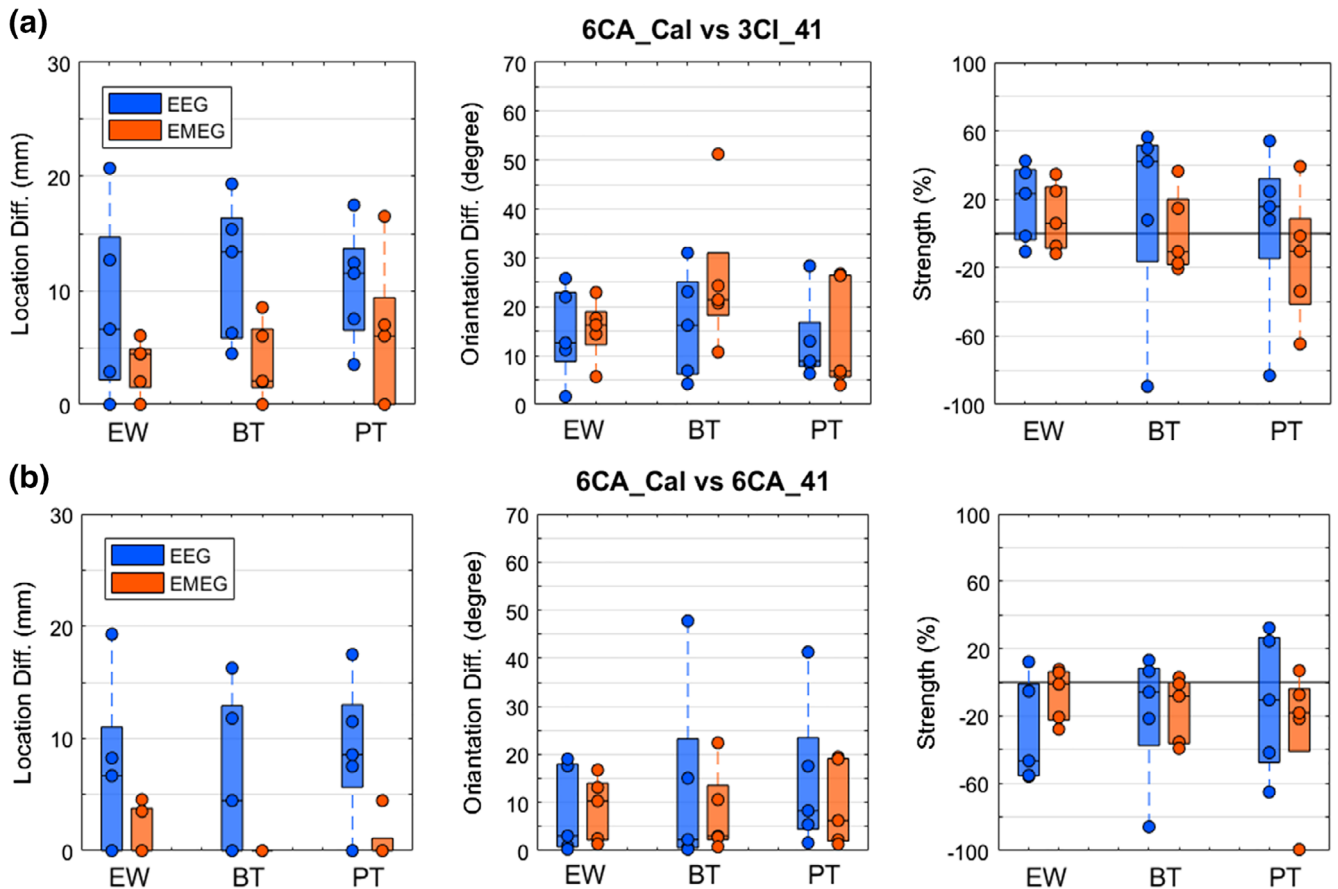 (a)
6CA_Cal vs 3CI_41
Location Diff. (mm)
30
20
10
0
EEG
EMEG
EW BT PT
Oriantation Diff. (degree)
70
60
50
40
30
20
10
0
EW BT PT
Strength (%)
100
60
20
-20
-60
-100
EW BT PT
(b)
6CA_Cal vs 6CA_41
Location Diff. (mm)
30
20
10
0
EEG
EMEG
EW BT PT
Oriantation Diff. (degree)
70
60
50
40
30
20
10
0
EW BT PT
Strength (%)
100
60
20
-20
-60
-100
EW BT PT